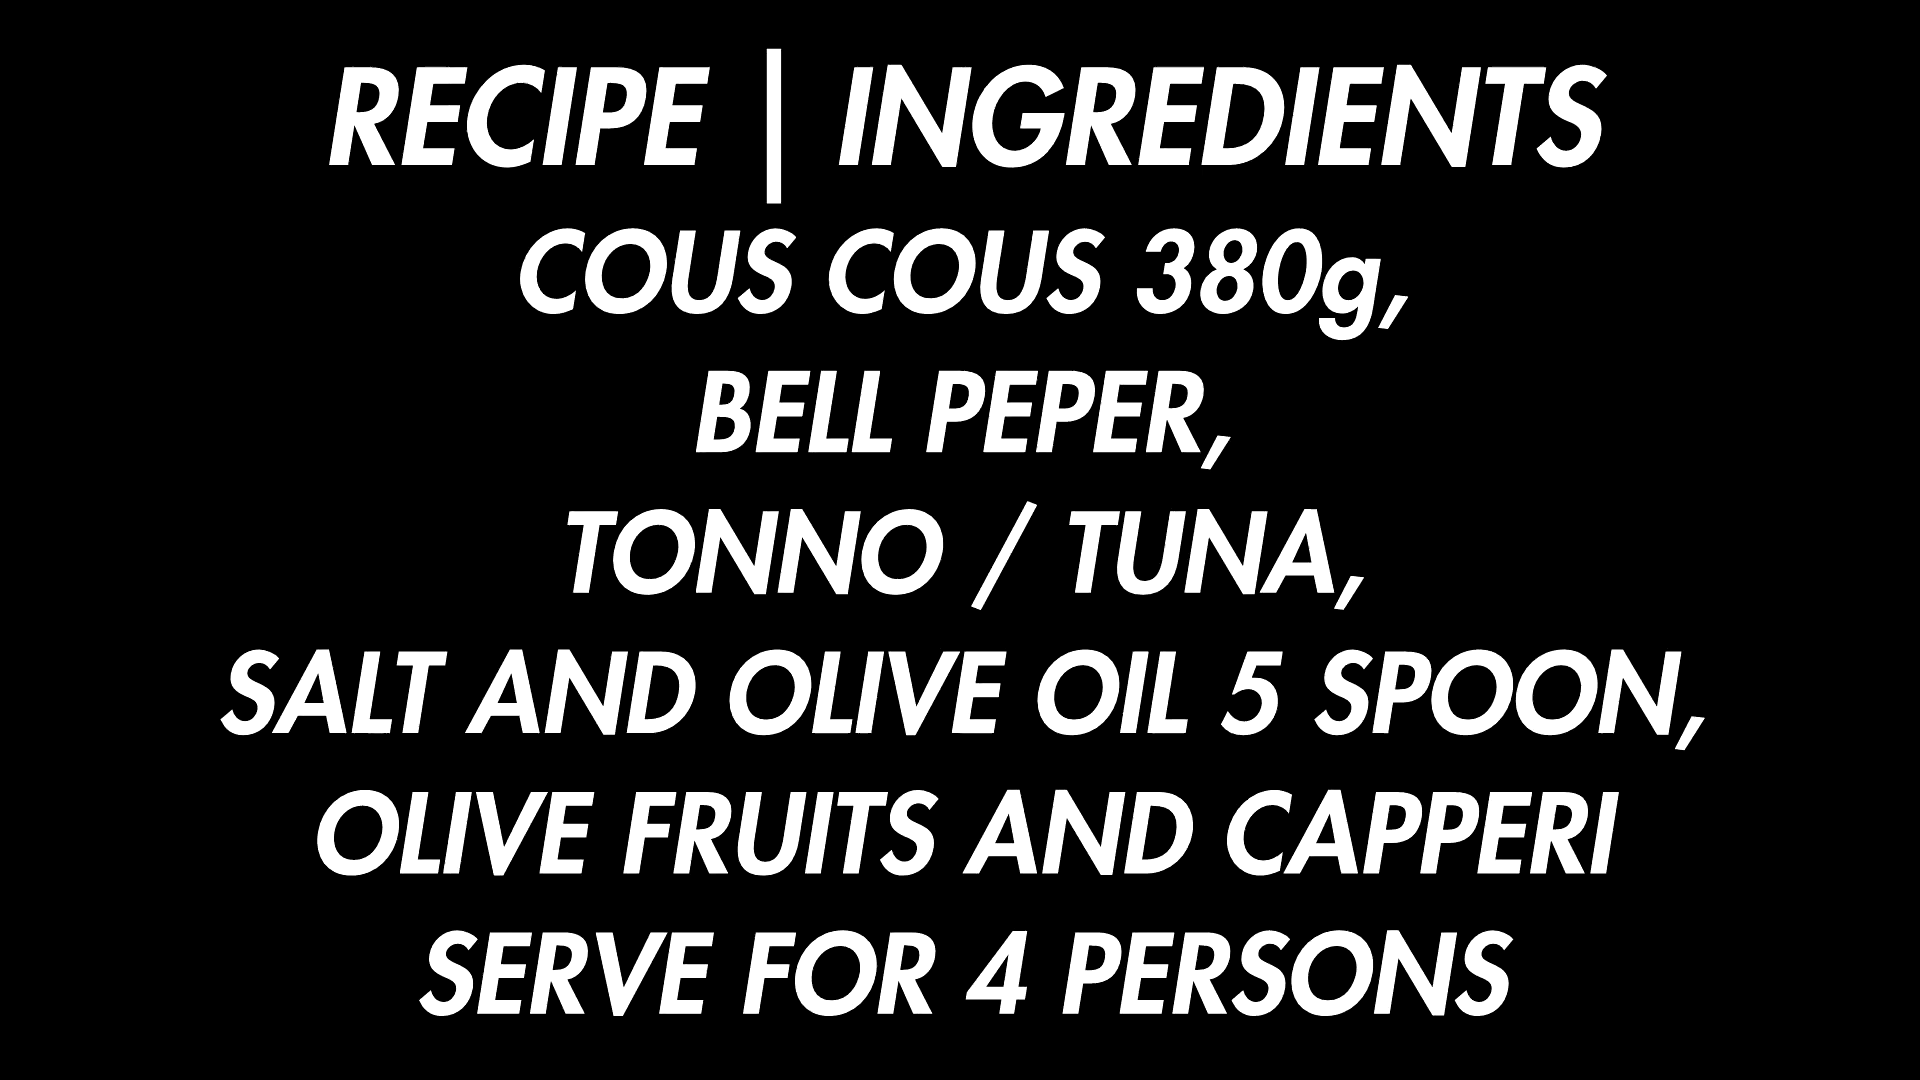 RECIPE | INGREDIENTS
COUS COUS 380g,
BELL PEPER,
TONNO / TUNA,
SALT AND OLIVE OIL 5 SPOON,
OLIVE FRUITS AND CAPPERI
SERVE FOR 4 PERSONS